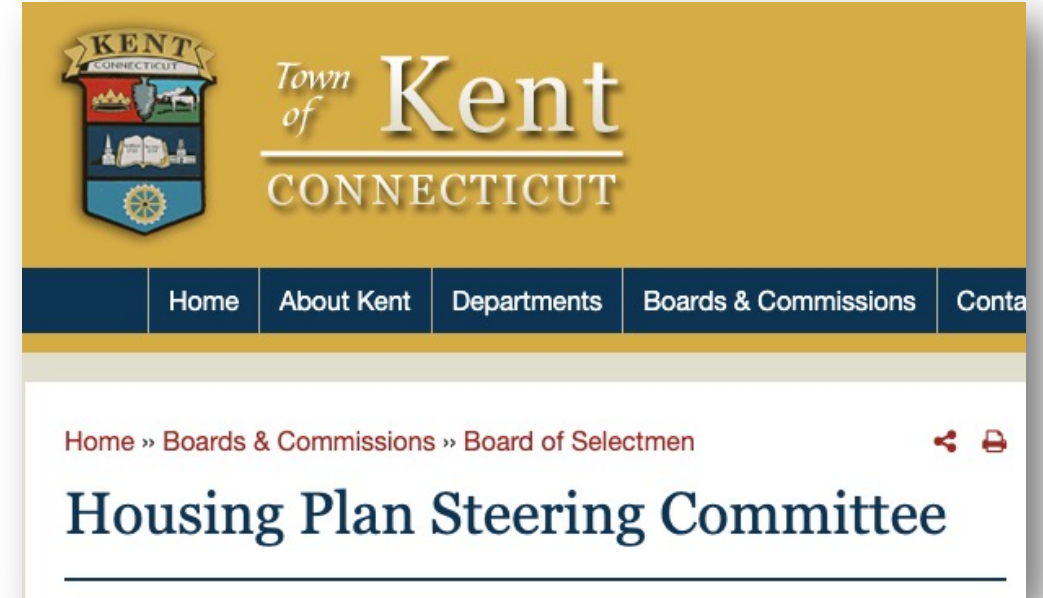 KENT
CONNECTICUT
Town
of
Kent
CONNECTICUT
Home
About Kent
Departments
Boards & Commissions
Conta
Home » Boards & Commissions » Board of Selectmen
Housing Plan Steering Committee